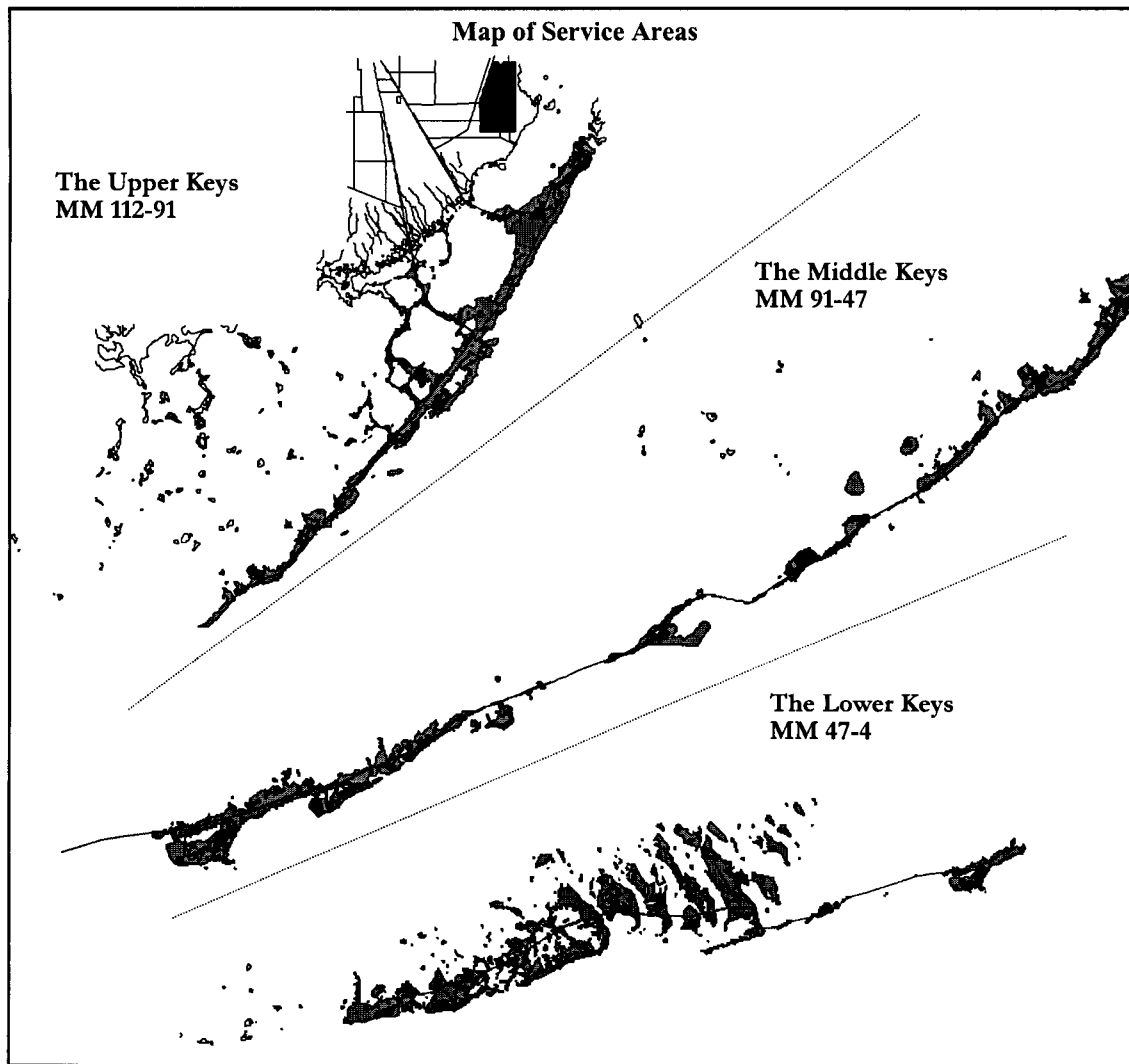 Map of Service Areas
The Upper Keys
MM 112-91
The Middle Keys
MM 91-47
The Lower Keys
MM 47-4